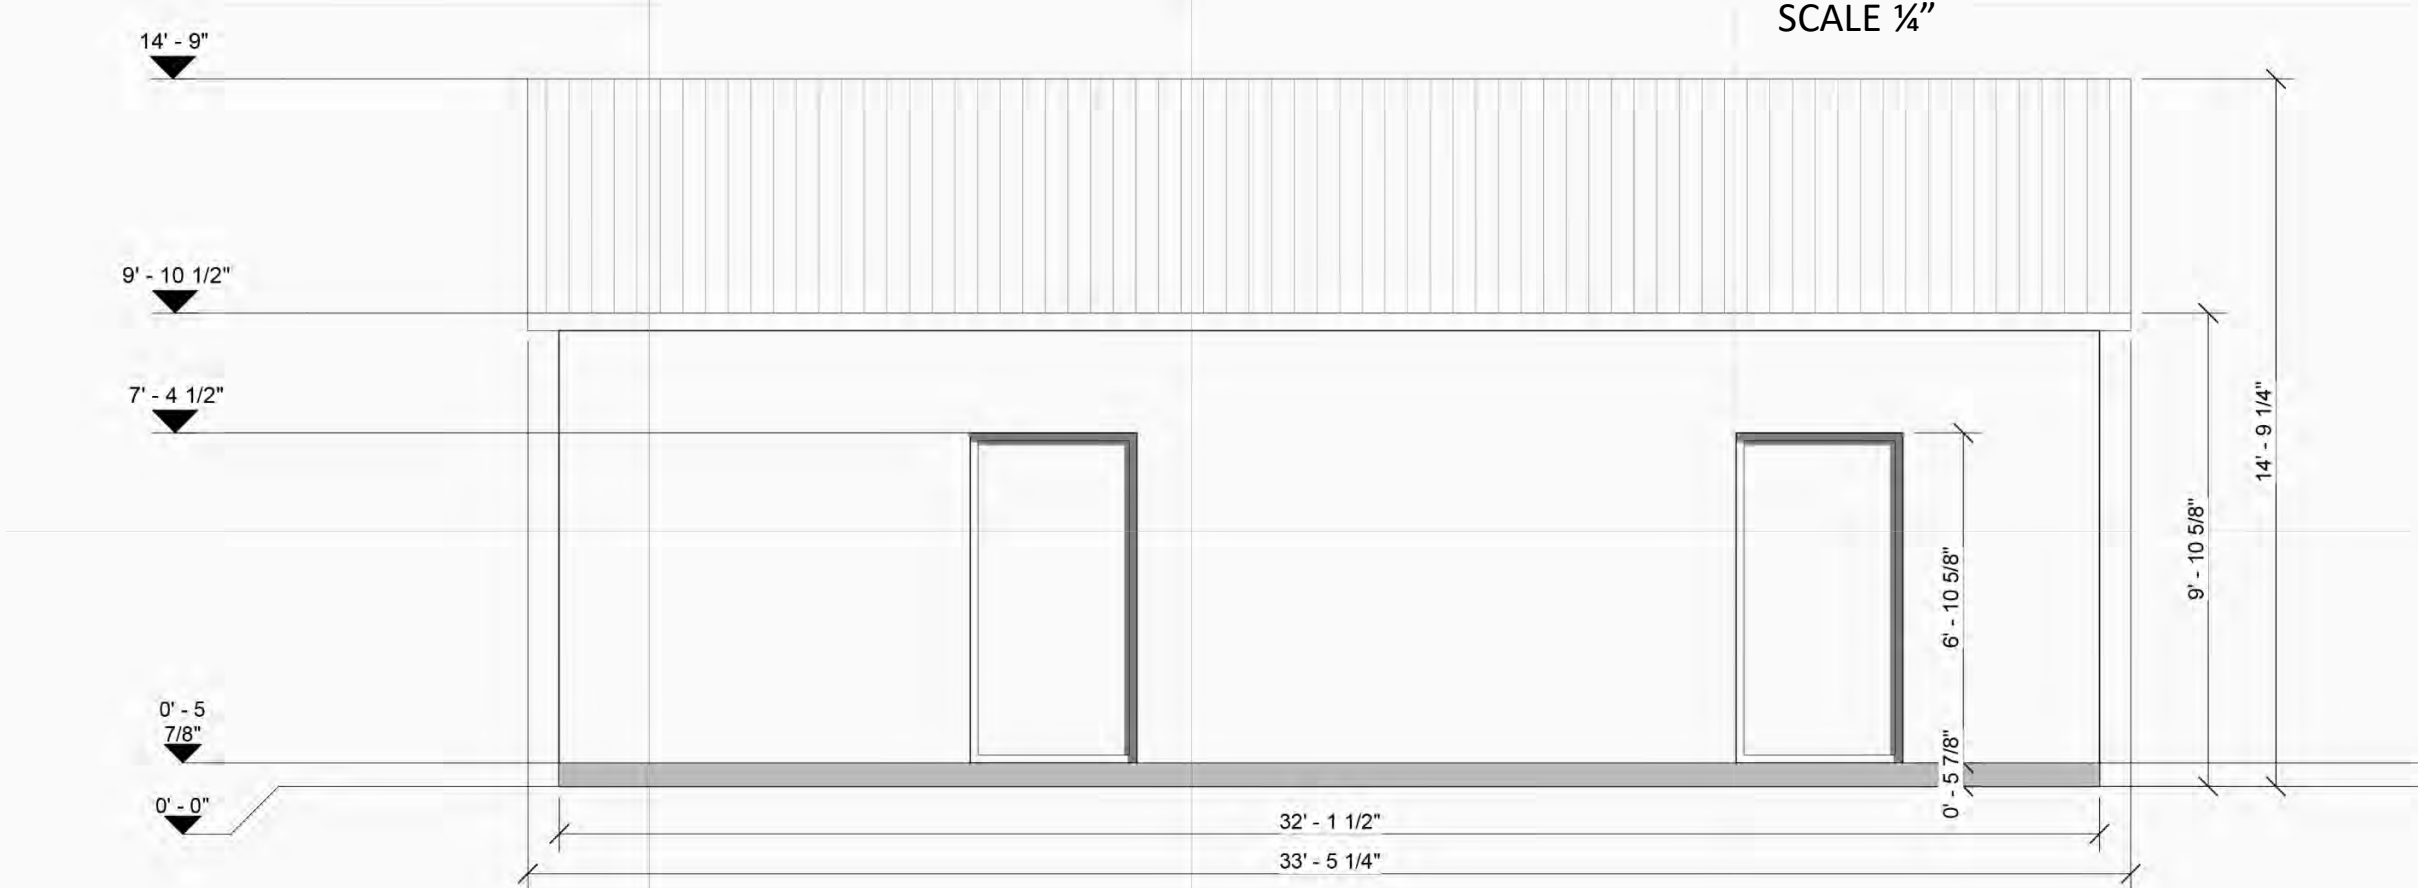 SCALE ¼”
14' - 9"
9' - 10 1/2"
7' - 4 1/2"
0' - 5
7/8"
0' - 0"
14' - 9 1/4"
9' - 10 5/8"
6' - 10 5/8"
0' - 5 7/8"
32' - 1 1/2"
33' - 5 1/4"